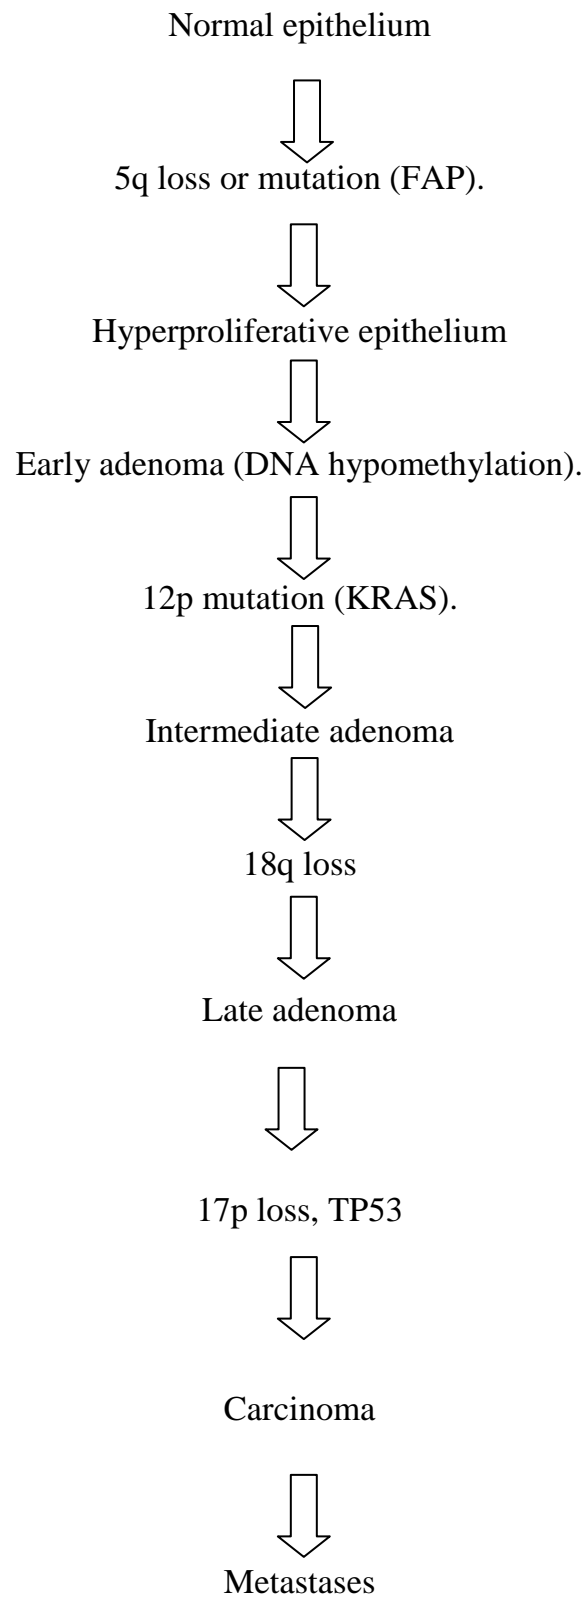 Normal epithelium
5q loss or mutation (FAP).
Hyperproliferative epithelium
Early adenoma (DNA hypomethylation).
12p mutation (KRAS).
Intermediate adenoma
18q loss
Late adenoma
17p loss, TP53
Carcinoma
Metastases